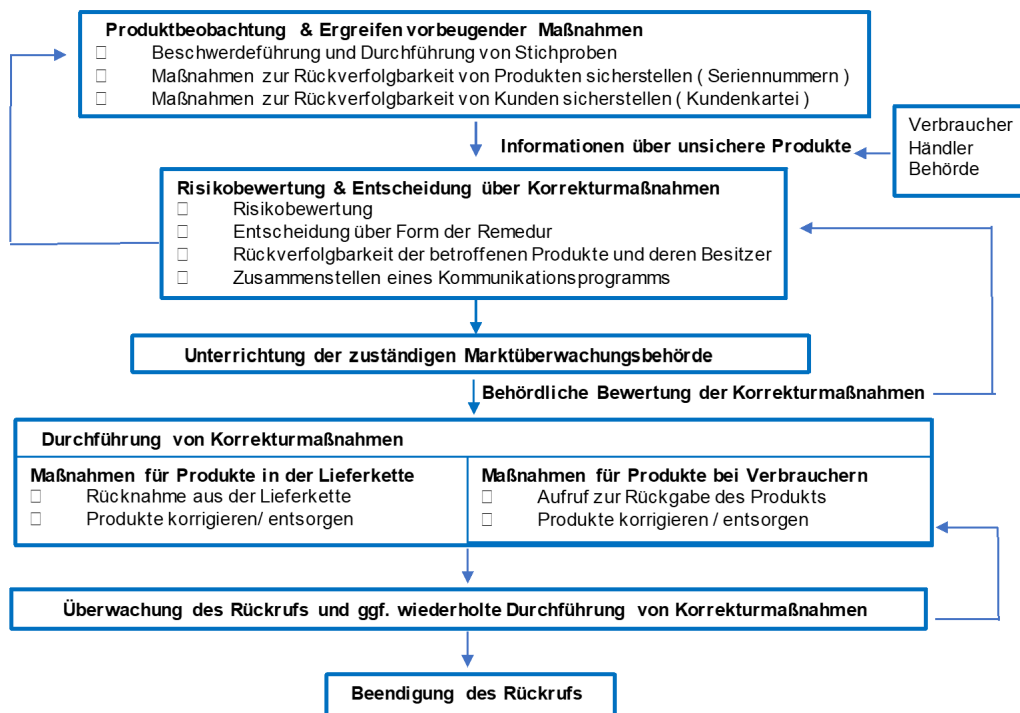 Produktbeobachtung & Ergreifen vorbeugender Maßnahmen
□ Beschwerdeführung und Durchführung von Stichproben
□ Maßnahmen zur Rückverfolgbarkeit von Produkten sicherstellen ( Seriennummern )
□ Maßnahmen zur Rückverfolgbarkeit von Kunden sicherstellen ( Kundenkartei )
Informationen über unsichere Produkte
Verbraucher
Händler
Behörde
Risikobewertung & Entscheidung über Korrekturmaßnahmen
□ Risikobewertung
□ Entscheidung über Form der Remedur
□ Rückverfolgbarkeit der betroffenen Produkte und deren Besitzer
□ Zusammenstellen eines Kommunikationsprogramms
Unterrichtung der zuständigen Marktüberwachungsbehörde
Behördliche Bewertung der Korrekturmaßnahmen
Durchführung von Korrekturmaßnahmen
Maßnahmen für Produkte in der Lieferkette
□ Rücknahme aus der Lieferkette
□ Produkte korrigieren/ entsorgen
Maßnahmen für Produkte bei Verbrauchern
□ Aufruf zur Rückgabe des Produkts
□ Produkte korrigieren / entsorgen
Überwachung des Rückrufs und ggf. wiederholte Durchführung von Korrekturmaßnahmen
Beendigung des Rückrufs